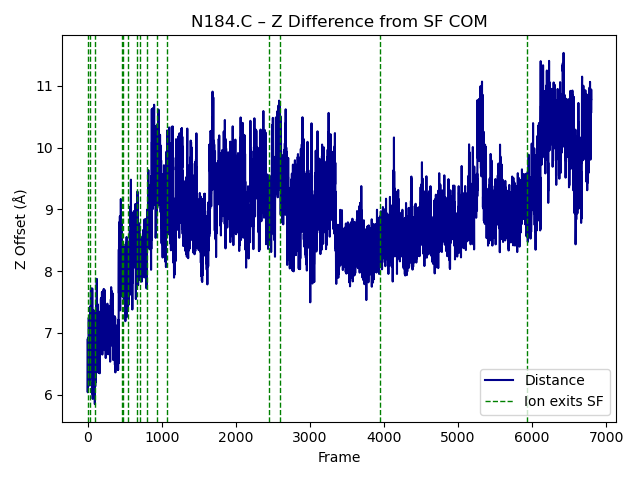 N184.C – Z Difference from SF COM
Z Offset (Å)
11
10
9
8
7
6
0 1000 2000 3000 4000 5000 6000 7000
Frame
Distance
Ion exits SF